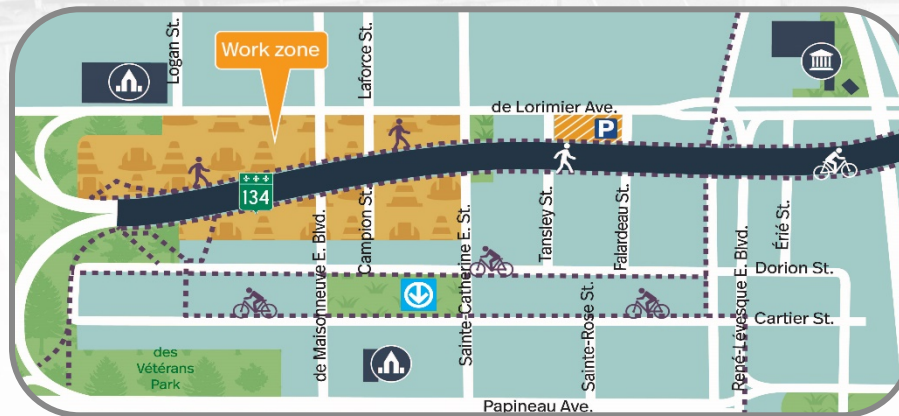 Logan St.
Work zone
Laforce St.
de Lorimier Ave.
P
134
de Maisonneuve E. Blvd.
Campion St.
Sainte-Catherine E. St.
Tansley St.
Falardeau St.
René-Lévesque E. Blvd.
Érié St.
Dorion St.
Sainte-Rose St.
Cartier St.
des
Vétérans
Park
Papineau Ave.